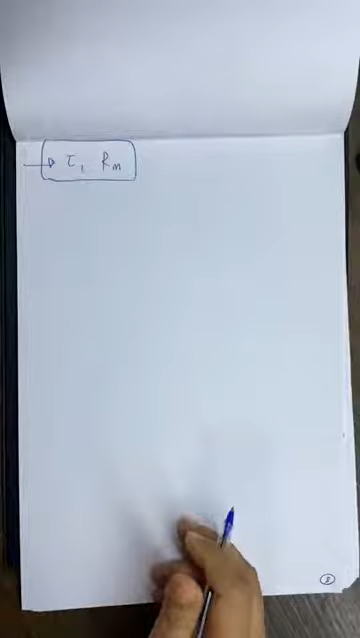 → τ, Rm